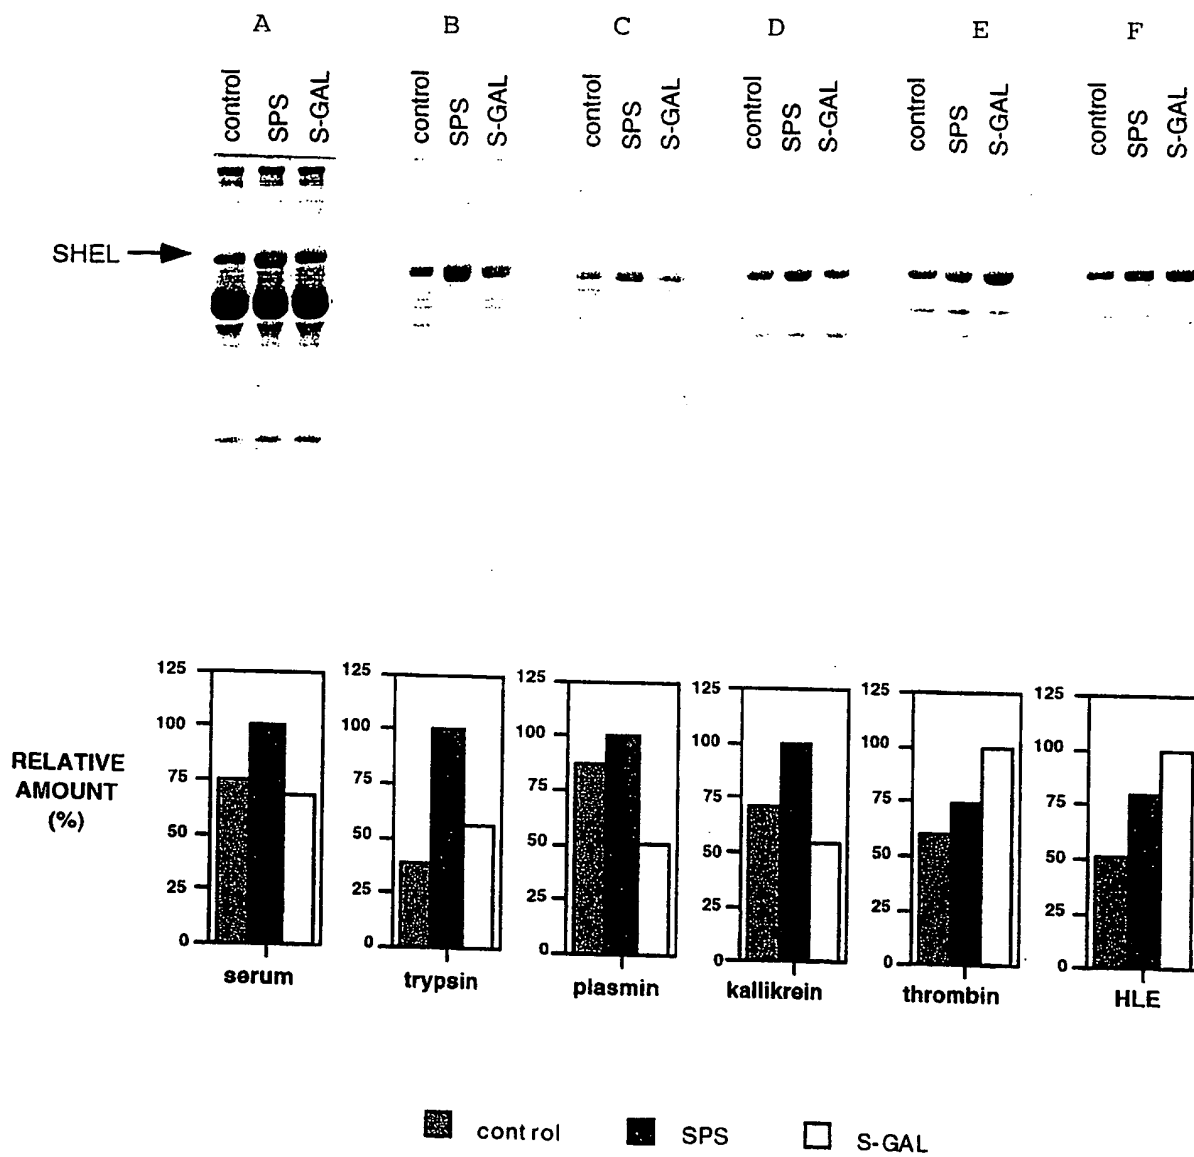 A B C D E F
control SPS S-GAL control SPS S-GAL control SPS S-GAL control SPS S-GAL control SPS S-GAL control SPS S-GAL
SHEL
RELATIVE
AMOUNT
(%)
125 125 125 125 125 125
100 100 100 100 100 100
75 75 75 75 75 75
50 50 50 50 50 50
25 25 25 25 25 25
0 0 0 0 0 0
serum trypsin plasmin kallikrein thrombin HLE
control SPS S-GAL